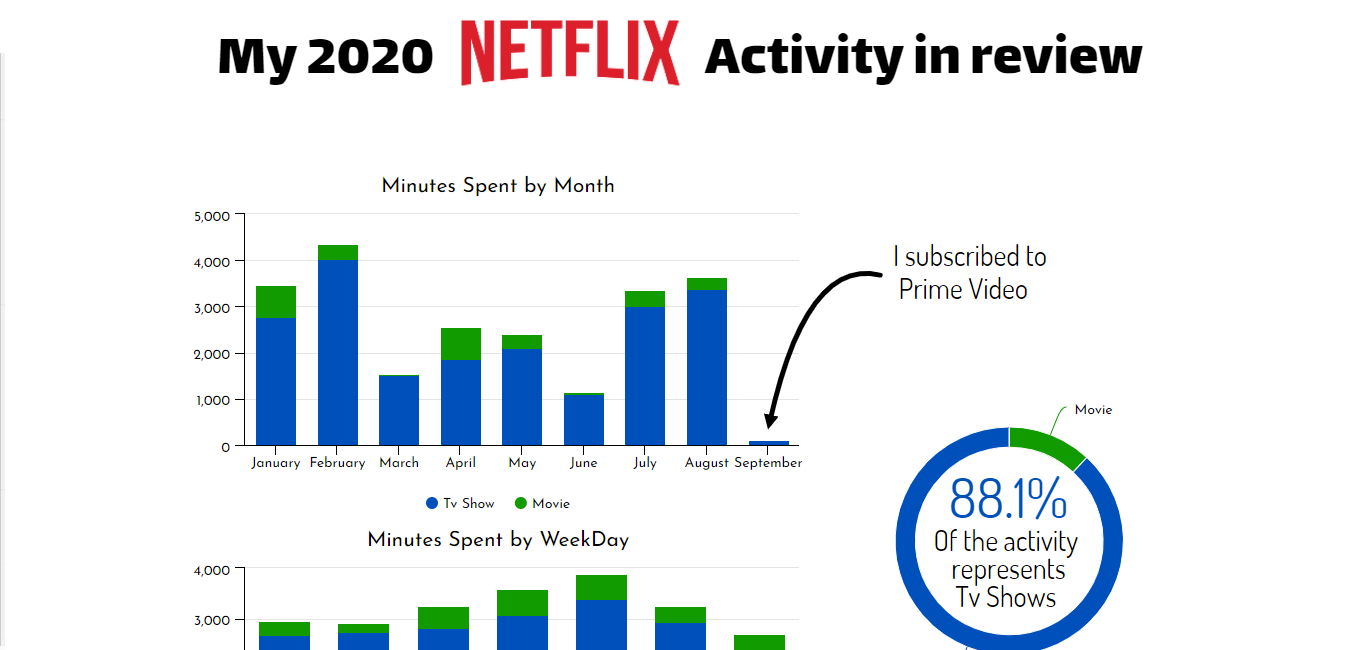 My 2020 NETFLIX Activity in review
Minutes Spent by Month
5,000
4,000
3,000
2,000
1,000
0
January February March April May June July August September
Tv Show Movie
I subscribed to
Prime Video
Minutes Spent by WeekDay
4,000
3,000
Movie
88.1%
Of the activity
represents
Tv Shows